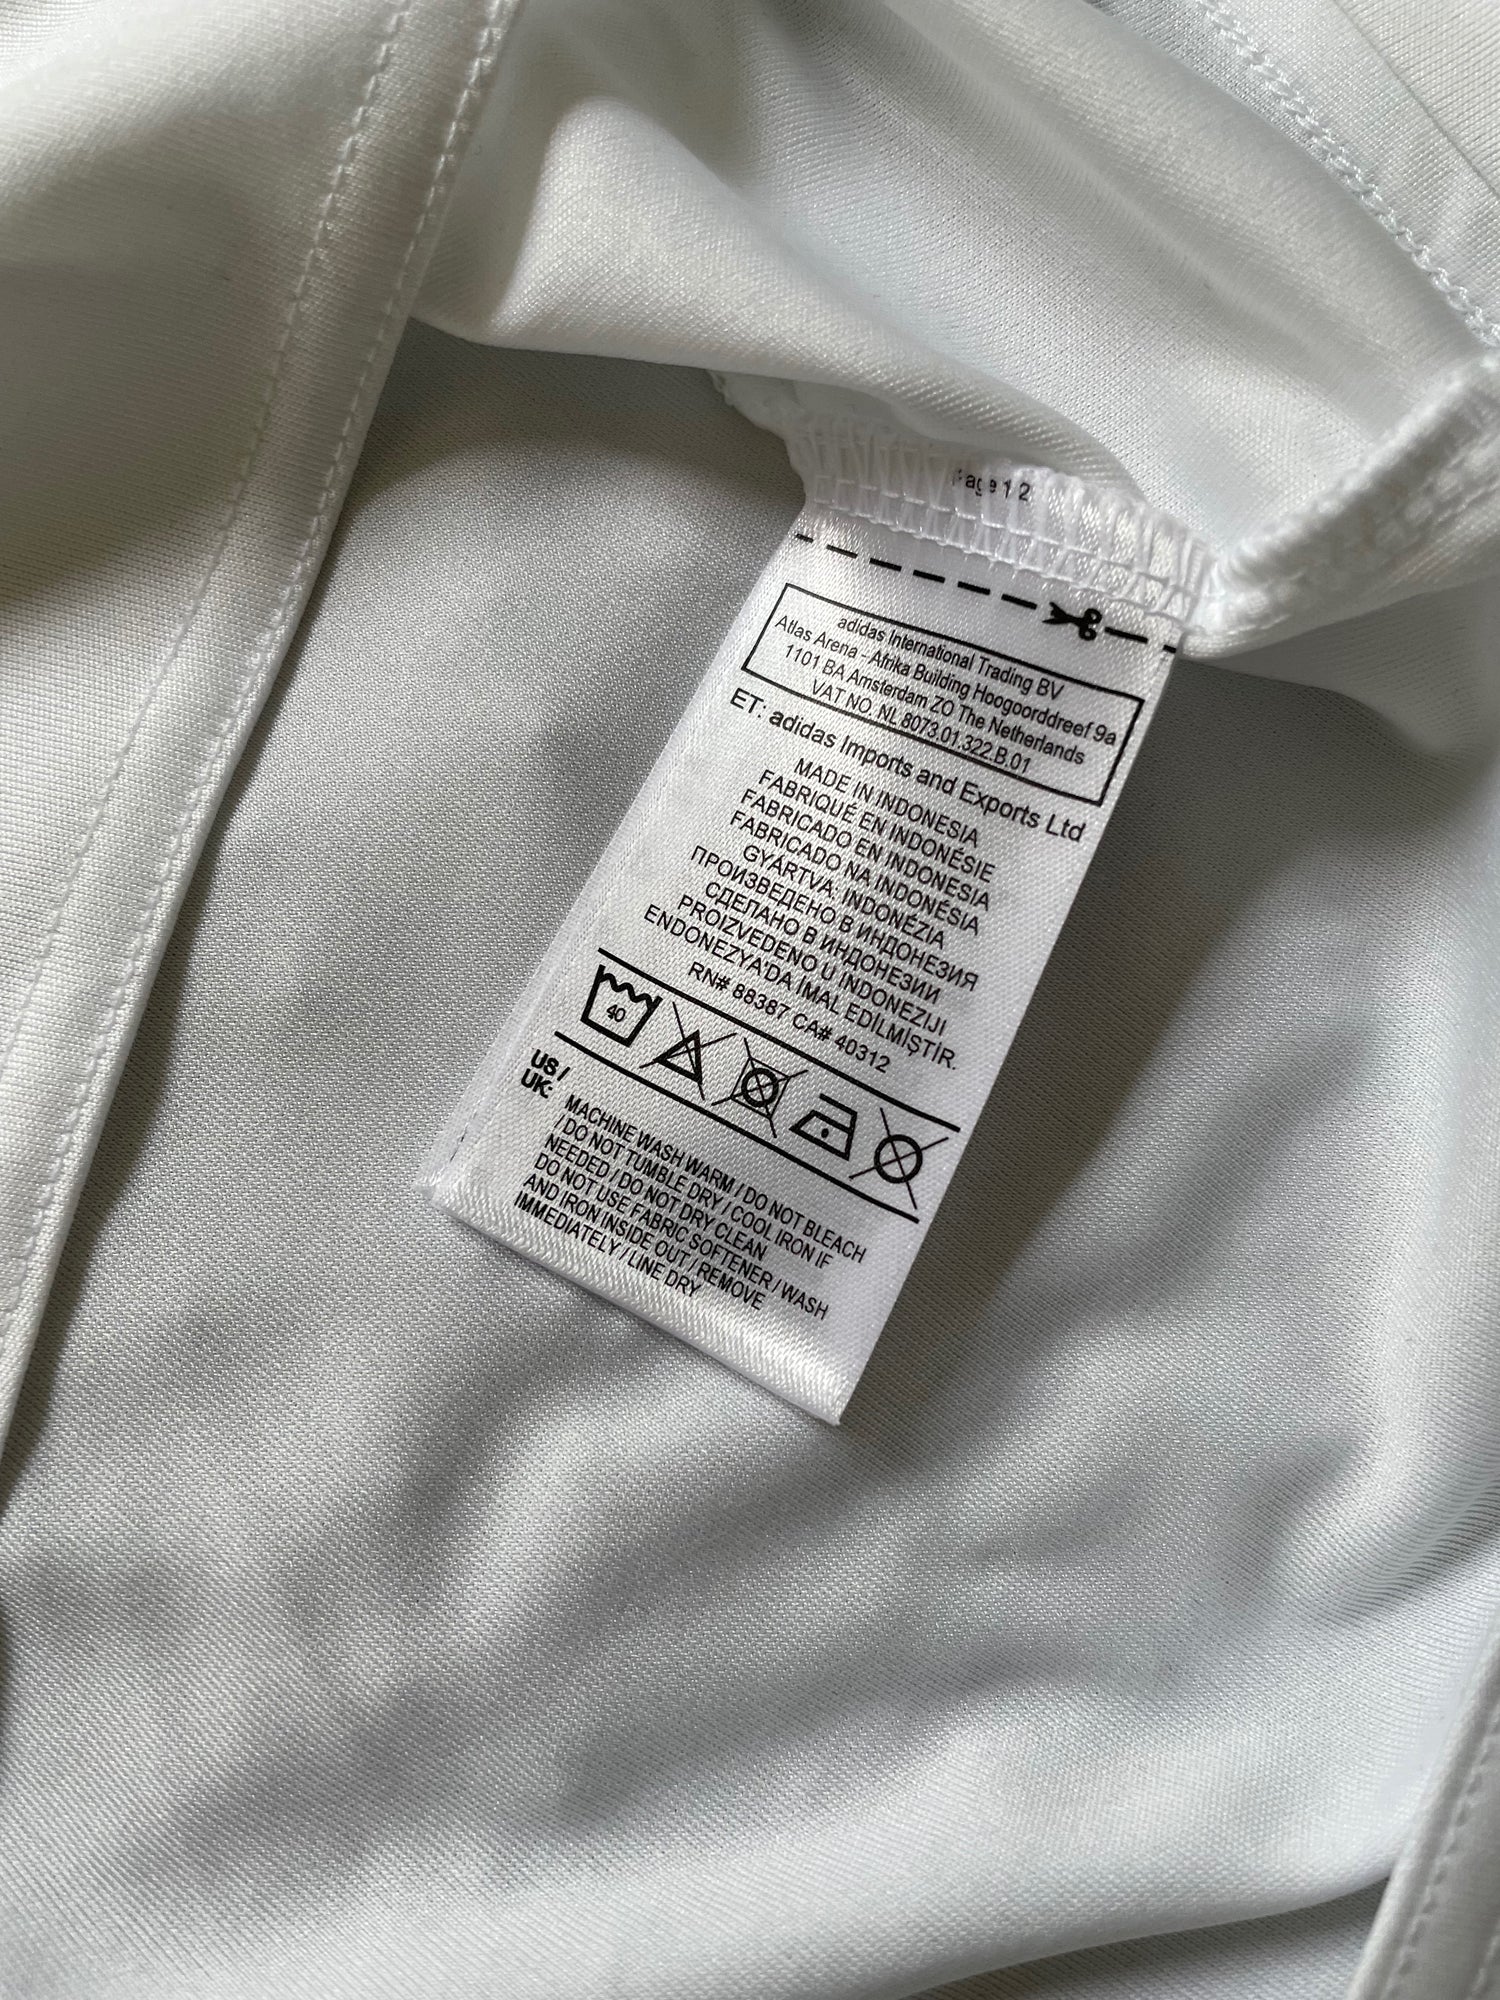 Page 1 2
adidas International Trading BV
Atlas Arena - Afrika Building Hoogoorddreef 9a
1101 BA Amsterdam ZO The Netherlands
VAT NO. NL 8073.01.322.B.01
ET: adidas Imports and Exports Ltd
MADE IN INDONESIA
FABRIQUÉ EN INDONÉSIE
FABRICADO EN INDONESIA
FABRICADO NA INDONÉSIA
GYÁRTVA: INDONÉZIA
ПРОИЗВЕДЕНО В ИНДОНЕЗИЯ
СДЕЛАНО В ИНДОНЕЗИИ
PROIZVEDENO U INDONEZIJI
ENDONEZYA'DA İMAL EDİLMİŞTİR.
RN# 88387 CA# 40312
40
US /
UK:
MACHINE WASH WARM / DO NOT BLEACH
/ DO NOT TUMBLE DRY / COOL IRON IF
NEEDED / DO NOT DRY CLEAN
DO NOT USE FABRIC SOFTENER / WASH
AND IRON INSIDE OUT / REMOVE
IMMEDIATELY / LINE DRY